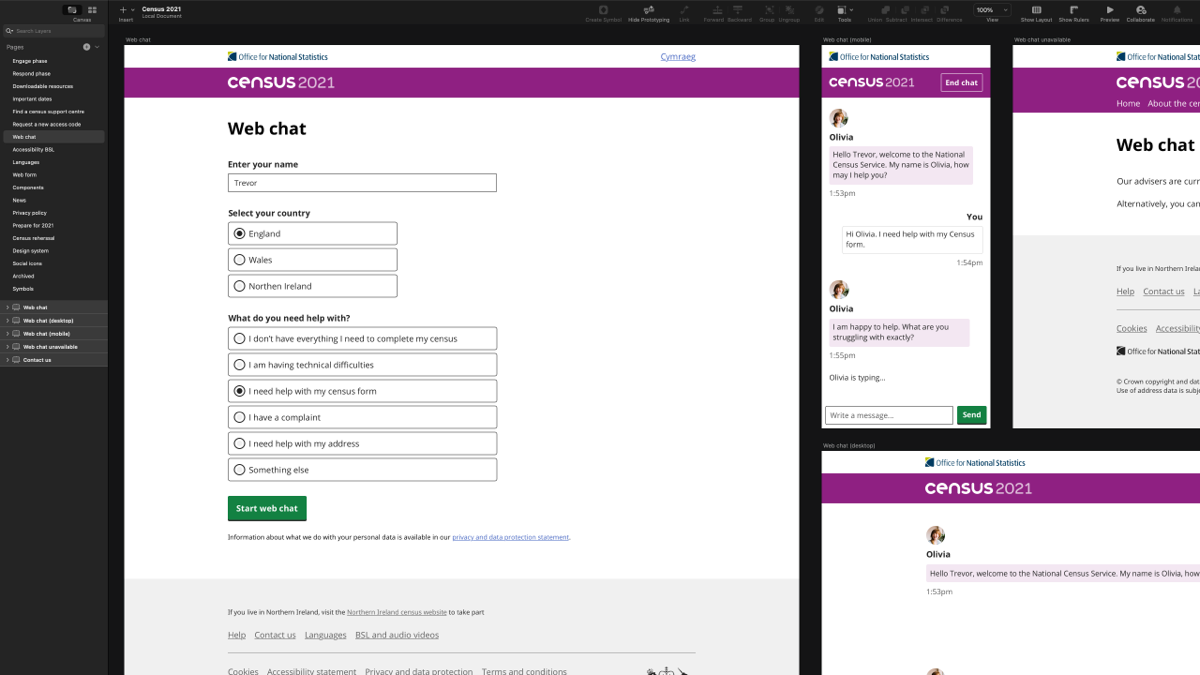 Canvas
Insert
Census 2021
Local Document
Create Symbol
Hide Prototyping
Link
Forward
Backward
Group
Ungroup
Edit
Tools
Union
Subtract
Intersect
Difference
100%
View
Show Layout
Show Rulers
Preview
Collaborate
Notifications
Search Layers
Pages
Engage phase
Respond phase
Downloadable resources
Important dates
Find a census support centre
Request a new access code
Web chat
Accessibility BSL
Languages
Web form
Components
News
Privacy policy
Prepare for 2021
Census rehersal
Design system
Social icons
Archived
Symbols
Web chat
Web chat (desktop)
Web chat (mobile)
Web chat unavailable
Contact us
Web chat
Office for National Statistics
Cymraeg
census 2021
Web chat
Enter your name
Trevor
Select your country
England
Wales
Northen Ireland
What do you need help with?
I don't have everything I need to complete my census
I am having technical difficulties
I need help with my census form
I have a complaint
I need help with my address
Something else
Start web chat
Information about what we do with your personal data is available in our privacy and data protection statement.
If you live in Northern Ireland, visit the Northern Ireland census website to take part
Help Contact us Languages BSL and audio videos
Cookies Accessibility statement Privacy and data protection Terms and conditions
Web chat (mobile)
Office for National Statistics
census 2021
End chat
Olivia
Hello Trevor, welcome to the National
Census Service. My name is Olivia, how
may I help you?
1:53pm
You
Hi Olivia. I need help with my Census
form.
1:54pm
Olivia
I am happy to help. What are you
struggling with exactly?
1:55pm
Olivia is typing...
Write a message...
Send
Web chat unavailable
Office for National Stat
census 20
Home About the cen
Web chat
Our advisers are curr
Alternatively, you can
If you live in Northern Irelan
Help Contact us La
Cookies Accessibility
Office for National Stat
© Crown copyright and dat
Use of address data is subje
Web chat (desktop)
Office for National Statistics
census 2021
Olivia
Hello Trevor, welcome to the National Census Service. My name is Olivia, how
1:53pm